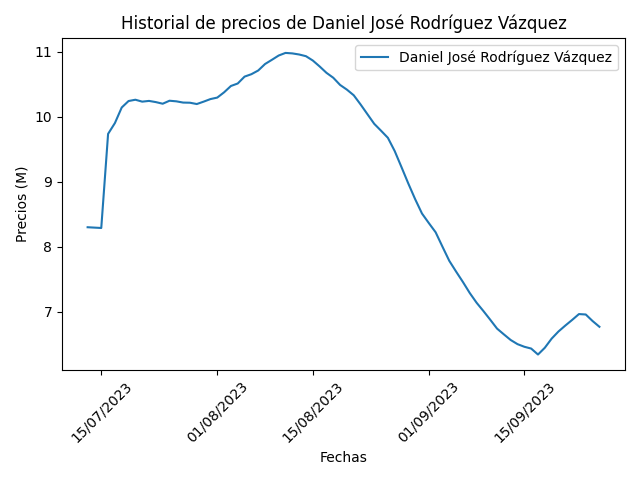 Historial de precios de Daniel José Rodríguez Vázquez
Daniel José Rodríguez Vázquez
Precios (M)
11
10
9
8
7
15/07/2023
01/08/2023
15/08/2023
01/09/2023
15/09/2023
Fechas